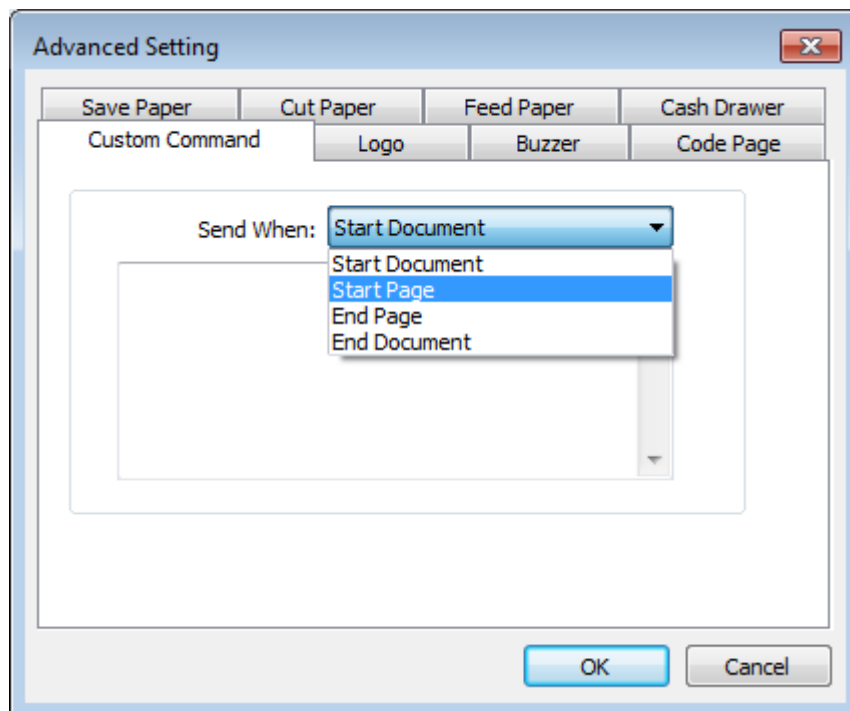 Advanced Setting
Save Paper Cut Paper Feed Paper Cash Drawer
Custom Command Logo Buzzer Code Page
Send When: Start Document
Start Document
Start Page
End Page
End Document
OK Cancel